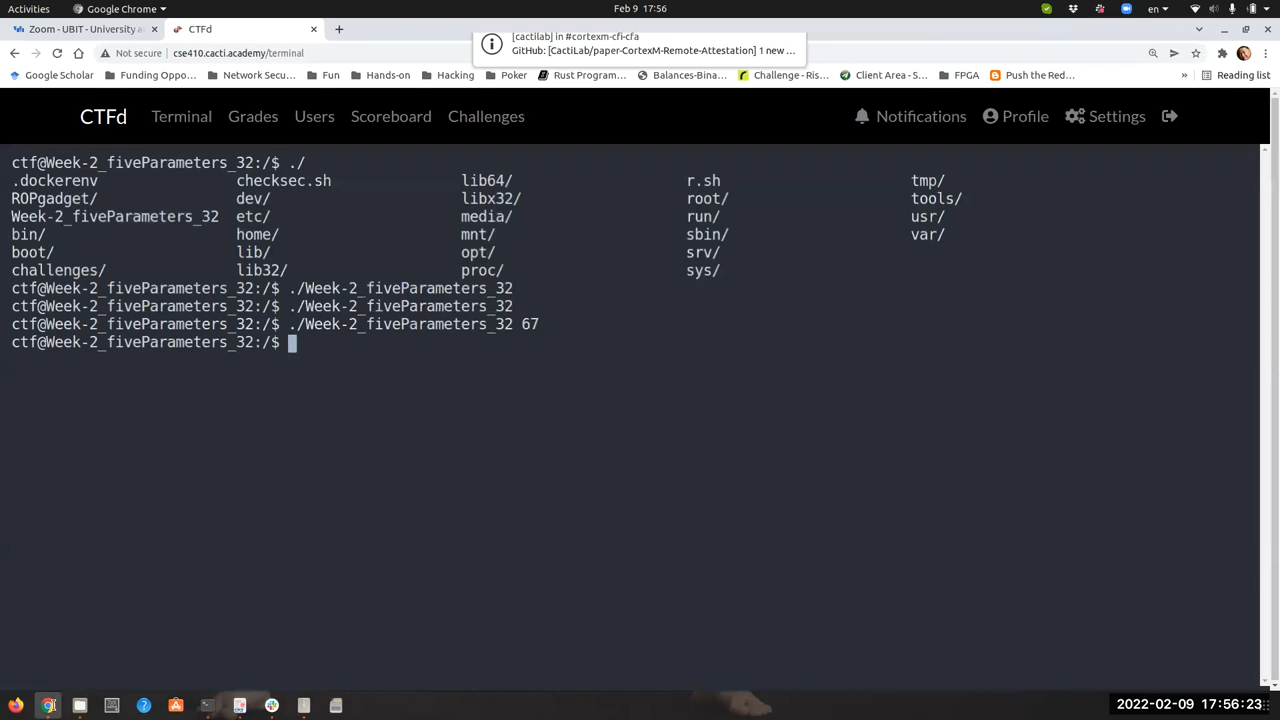 Activities Google Chrome Feb 9 17:56 en
Zoom - UBIT - University a CTFd
[cactilab] in #cortexm-cfi-cfa
GitHub: [CactiLab/paper-CortexM-Remote-Attestation] 1 new ...
Not secure cse410.cacti.academy/terminal
Google Scholar Funding Oppo... Network Secur... Fun Hands-on Hacking Poker Rust Program... Balances-Bina... Challenge - Ris... Client Area - S... FPGA Push the Red... » Reading list
CTFd Terminal Grades Users Scoreboard Challenges Notifications Profile Settings
ctf@Week-2_fiveParameters_32:/$ ./
.dockerenv checksec.sh lib64/ r.sh tmp/
ROPgadget/ dev/ libx32/ root/ tools/
Week-2_fiveParameters_32 etc/ media/ run/ usr/
bin/ home/ mnt/ sbin/ var/
boot/ lib/ opt/ srv/
challenges/ lib32/ proc/ sys/
ctf@Week-2_fiveParameters_32:/$ ./Week-2_fiveParameters_32
ctf@Week-2_fiveParameters_32:/$ ./Week-2_fiveParameters_32
ctf@Week-2_fiveParameters_32:/$ ./Week-2_fiveParameters_32 67
ctf@Week-2_fiveParameters_32:/$
2022-02-09 17:56:23